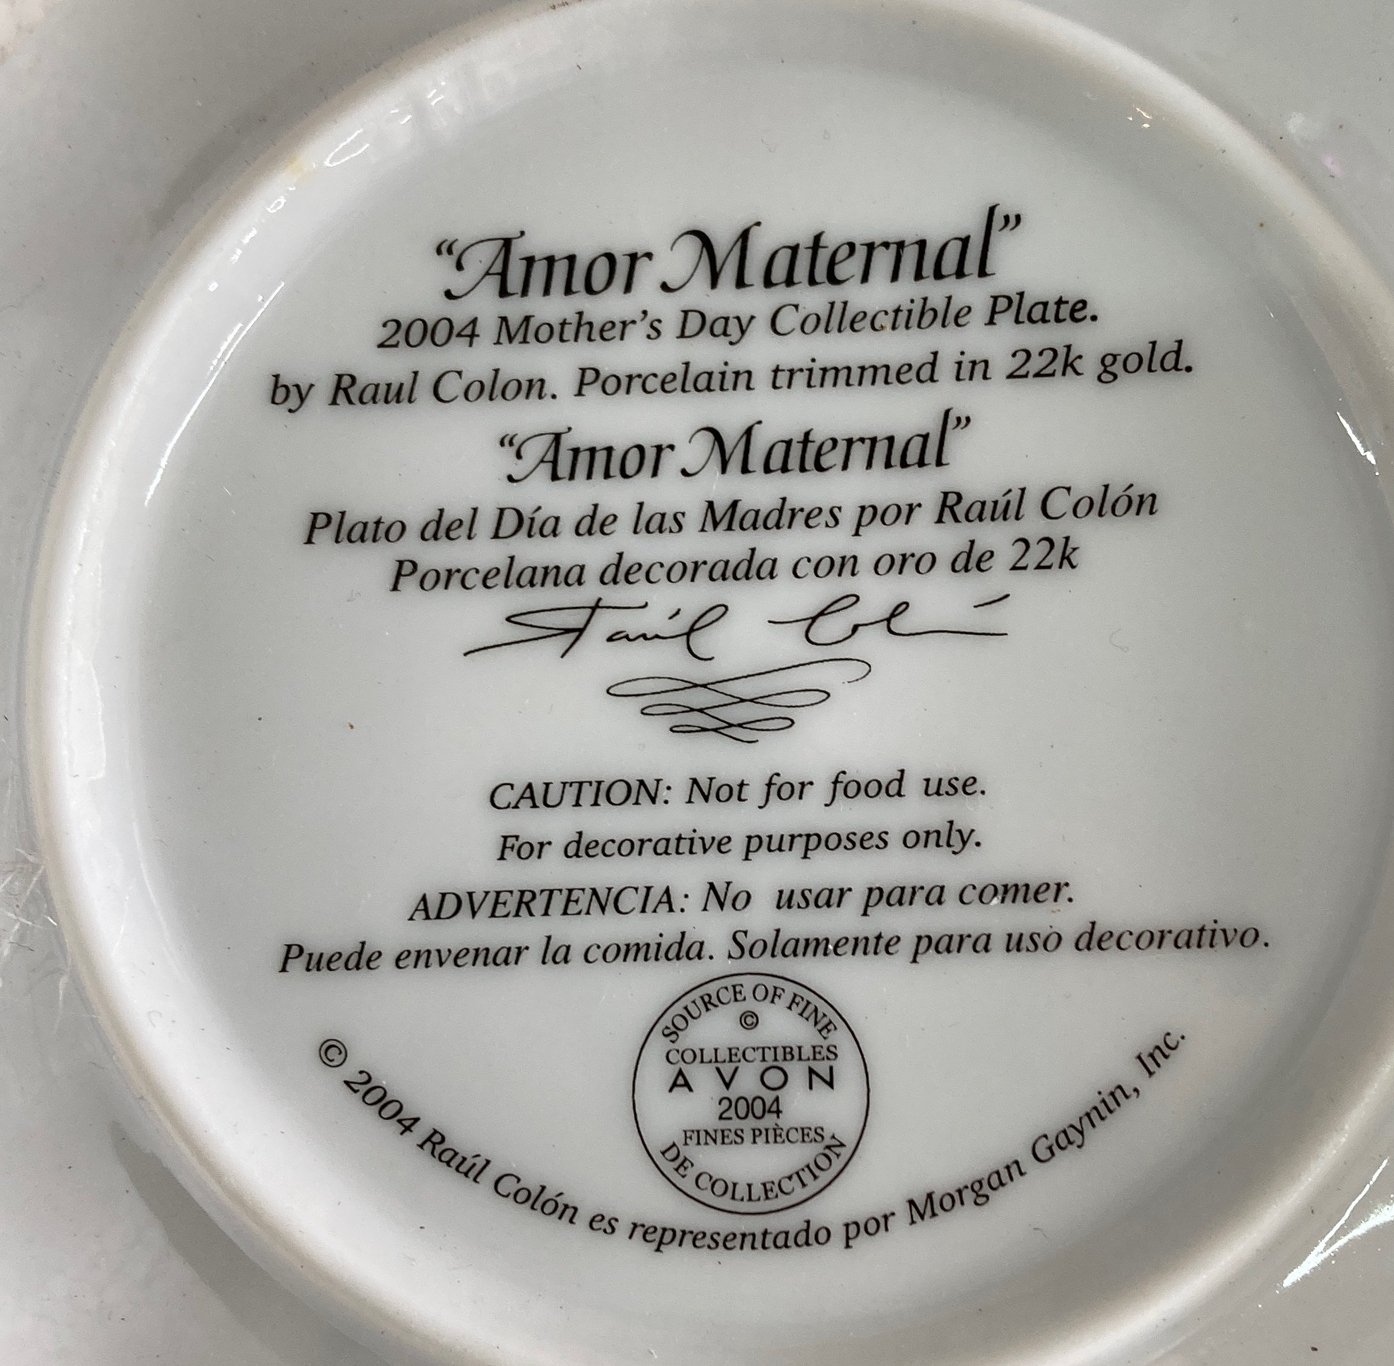 “Amor Maternal”
2004 Mother’s Day Collectible Plate.
by Raul Colon. Porcelain trimmed in 22k gold.
“Amor Maternal”
Plato del Día de las Madres por Raúl Colón
Porcelana decorada con oro de 22k
Raúl Colón
CAUTION: Not for food use.
For decorative purposes only.
ADVERTENCIA: No usar para comer.
Puede envenar la comida. Solamente para uso decorativo.
SOURCE OF FINE
©
COLLECTIBLES
AVON
2004
FINES PIÈCES
DE COLLECTION
© 2004 Raúl Colón es representado por Morgan Gaynin, Inc.